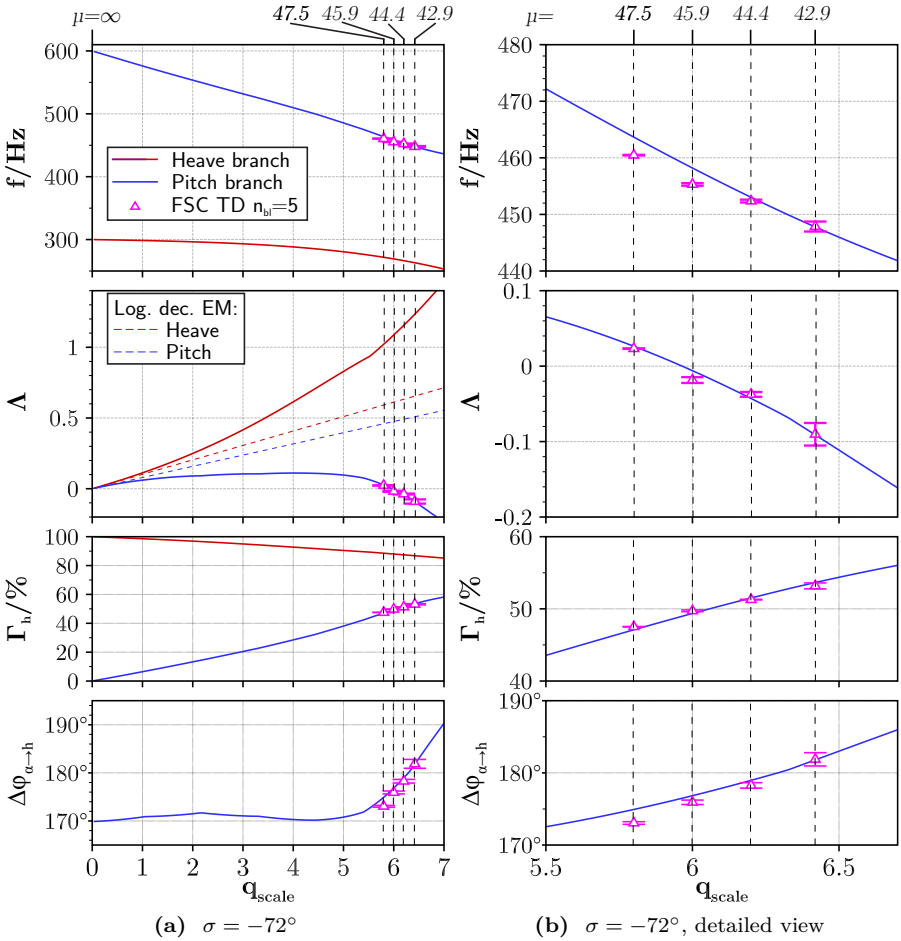 μ=∞ 47.5 45.9 44.4 42.9
600
500
400
300
f/Hz
Heave branch
Pitch branch
FSC TD n_bl=5
1
0.5
0
Λ
Log. dec. EM:
Heave
Pitch
100
80
60
40
20
0
Γ_h/%
190°
180°
170°
Δφ_α→h
0 1 2 3 4 5 6 7
q_scale
(a) σ = −72°
μ= 47.5 45.9 44.4 42.9
480
470
460
450
440
f/Hz
0.1
0
-0.1
-0.2
Λ
60
50
40
Γ_h/%
190°
180°
170°
Δφ_α→h
5.5 6 6.5
q_scale
(b) σ = −72°, detailed view